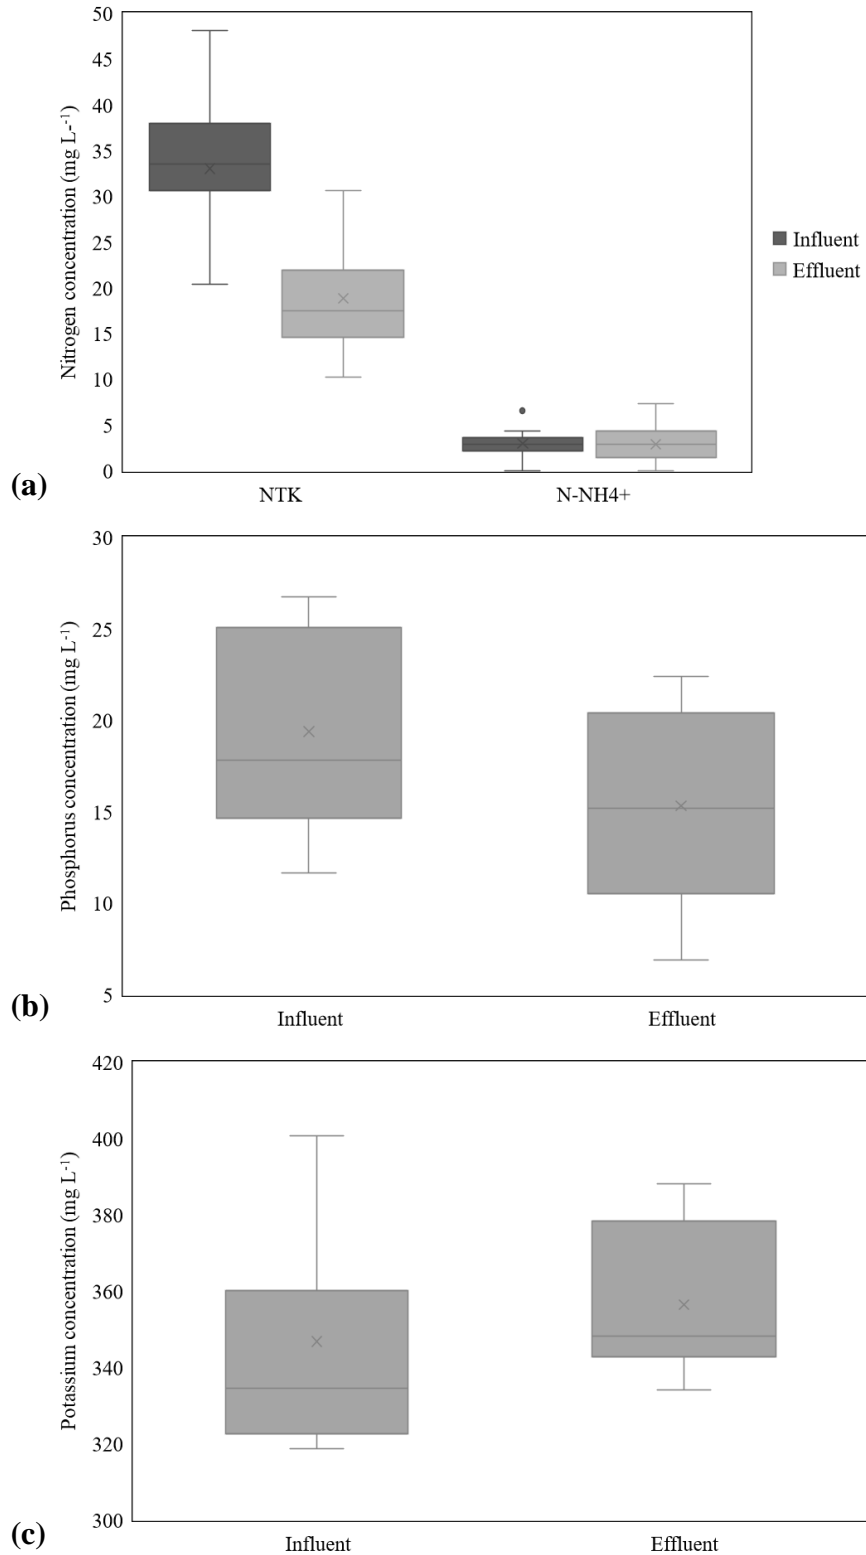 50
45
40
35
30
25
20
15
10
5
0
Nitrogen concentration (mg L-⁻¹)
NTK
N-NH4+
Influent
Effluent
(a)
30
25
20
15
10
5
Phosphorus concentration (mg L⁻¹)
Influent
Effluent
(b)
420
400
380
360
340
320
300
Potassium concentration (mg L⁻¹)
Influent
Effluent
(c)